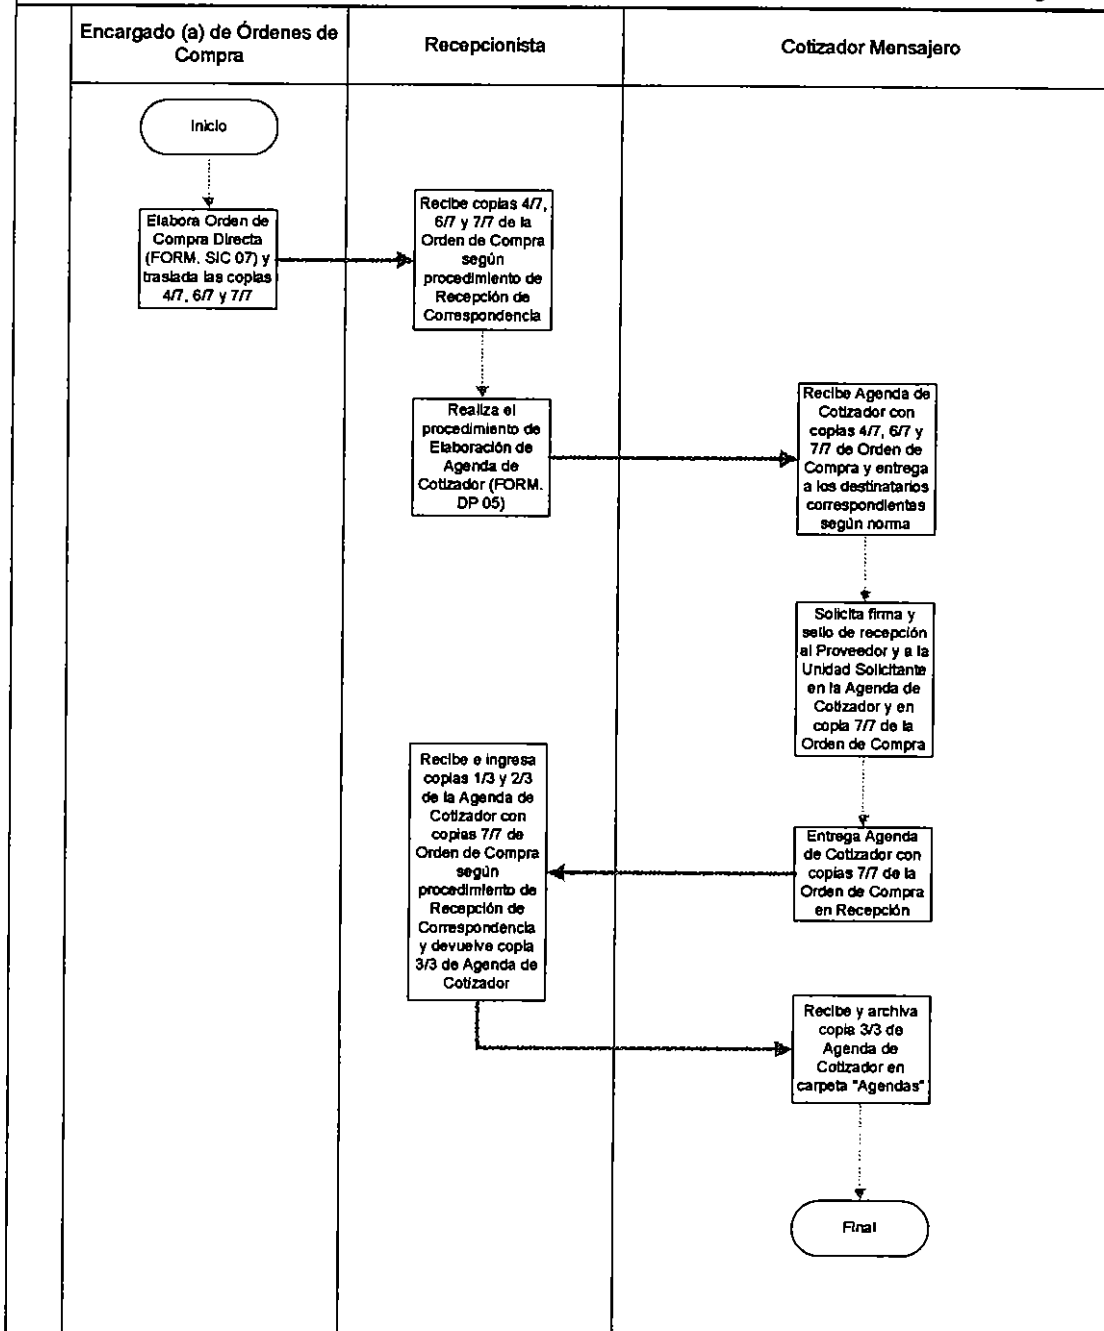 Encargado (a) de Órdenes de
Compra
Recepcionista
Cotizador Mensajero
Inicio
Elabora Orden de
Compra Directa
(FORM. SIC 07) y
traslada las copias
4/7, 6/7 y 7/7
Recibe copias 4/7,
6/7 y 7/7 de la
Orden de Compra
según
procedimiento de
Recepción de
Correspondencia
Realiza el
procedimiento de
Elaboración de
Agenda de
Cotizador (FORM.
DP 05)
Recibe Agenda de
Cotizador con
copias 4/7, 6/7 y
7/7 de Orden de
Compra y entrega
a los destinatarios
correspondientes
según norma
Solicita firma y
sello de recepción
al Proveedor y a la
Unidad Solicitante
en la Agenda de
Cotizador y en
copia 7/7 de la
Orden de Compra
Entrega Agenda
de Cotizador con
copias 7/7 de la
Orden de Compra
en Recepción
Recibe e ingresa
copias 1/3 y 2/3
de la Agenda de
Cotizador con
copias 7/7 de
Orden de Compra
según
procedimiento de
Recepción de
Correspondencia
y devuelve copia
3/3 de Agenda de
Cotizador
Recibe y archiva
copia 3/3 de
Agenda de
Cotizador en
carpeta "Agendas"
Final